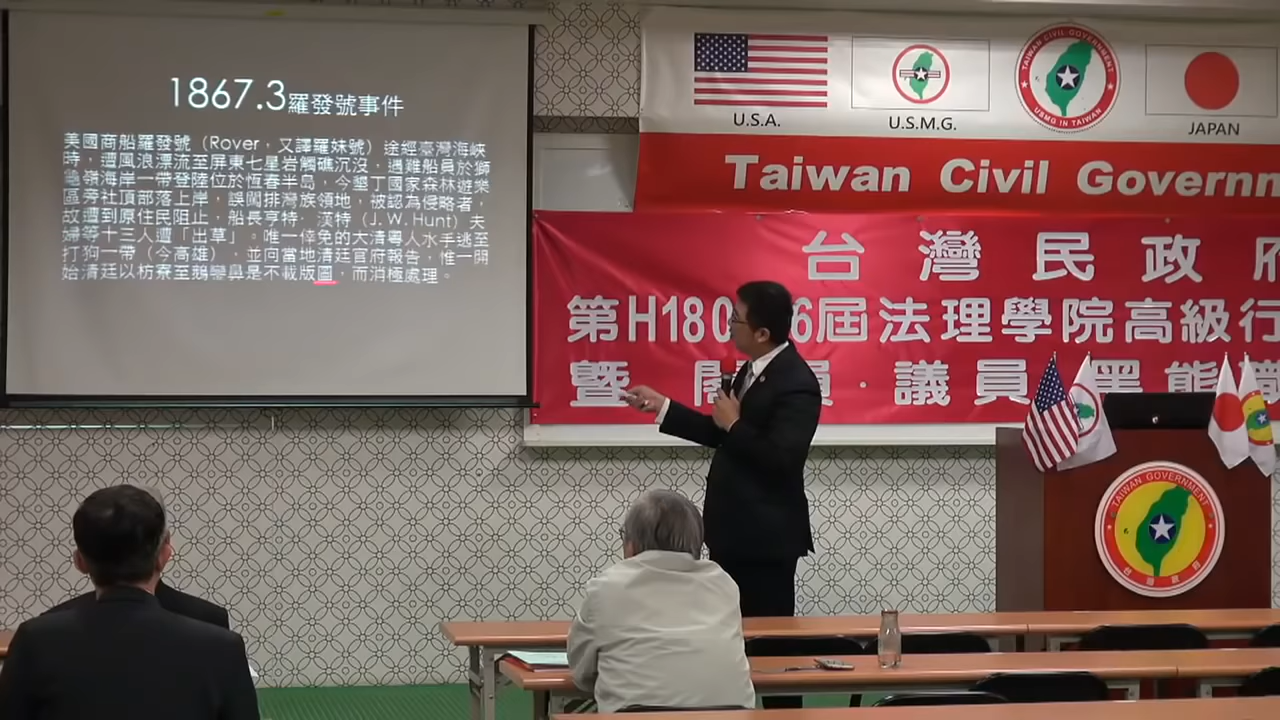 1867.3羅發號事件
美國商船羅發號（Rover，又譯羅妹號）途經臺灣海峽
時，遭風浪漂流至屏東七星岩觸礁沉沒，遇難船員於獅
龜嶺海岸一帶登陸位於恆春半島，今墾丁國家森林遊樂
區旁社頂部落上岸，誤闖排灣族領地，被認為侵略者，
故遭到原住民阻止，船長亨特·漢特（J. W. Hunt）夫
婦等十三人遭「出草」。唯一倖免的大清粵人水手逃至
打狗一帶（今高雄），並向當地清廷官府報告，惟一開
始清廷以枋寮至鵝鑾鼻是不載版圖，而消極處理。
U.S.A.
U.S.M.G.
TAIWAN CIVIL GOVERNMENT
USMG IN TAIWAN
JAPAN
Taiwan Civil Governm
台灣民政府
第H180 6屆法理學院高級行
暨 閣員·議員 黑熊職
TAIWAN GOVERNMENT